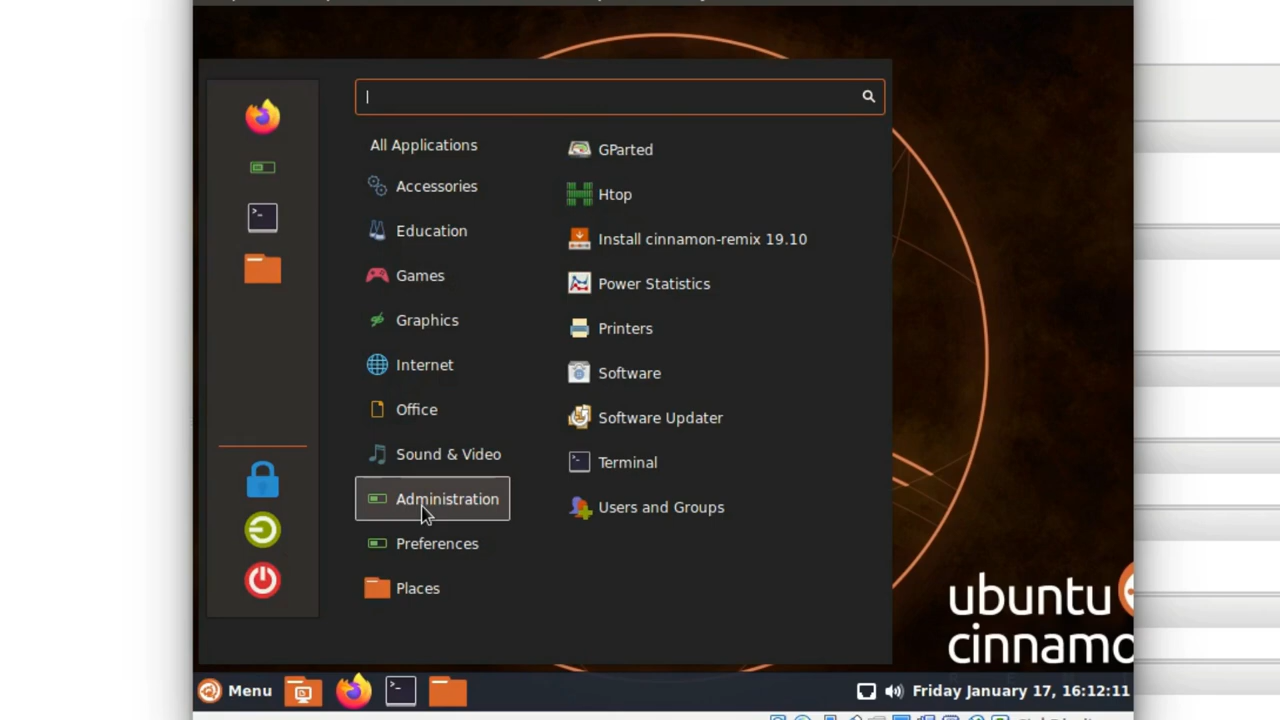 All Applications
Accessories
Education
Games
Graphics
Internet
Office
Sound & Video
Administration
Preferences
Places
GParted
Htop
Install cinnamon-remix 19.10
Power Statistics
Printers
Software
Software Updater
Terminal
Users and Groups
ubuntu
cinnamo
Menu
Friday January 17, 16:12:11